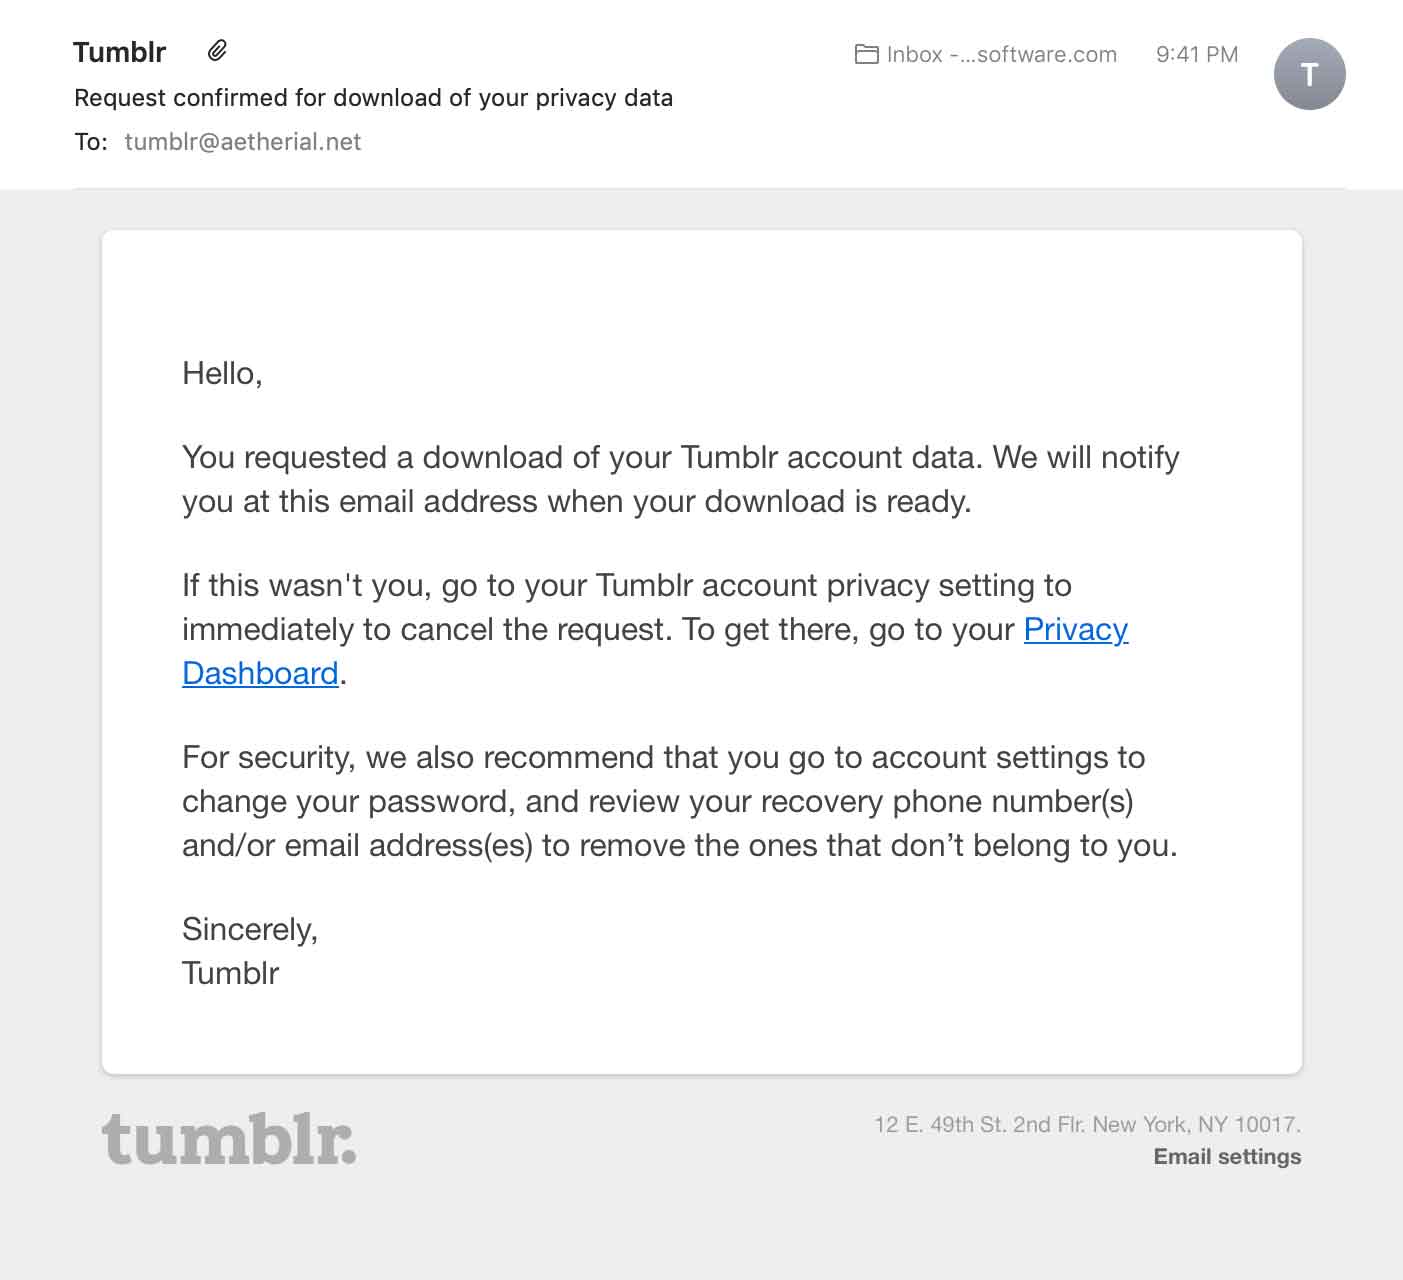 Tumblr
Inbox -...software.com 9:41 PM
T
Request confirmed for download of your privacy data
To: tumblr@aetherial.net
Hello,
You requested a download of your Tumblr account data. We will notify
you at this email address when your download is ready.
If this wasn't you, go to your Tumblr account privacy setting to
immediately to cancel the request. To get there, go to your Privacy
Dashboard.
For security, we also recommend that you go to account settings to
change your password, and review your recovery phone number(s)
and/or email address(es) to remove the ones that don’t belong to you.
Sincerely,
Tumblr
tumblr.
12 E. 49th St. 2nd Flr. New York, NY 10017.
Email settings